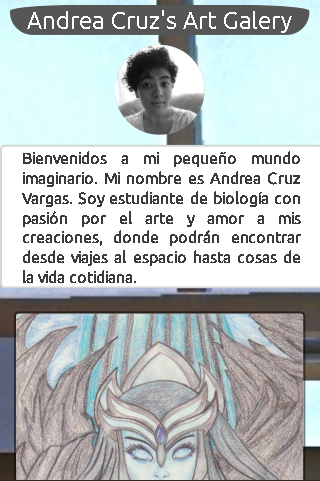 Andrea Cruz's Art Galery
Bienvenidos a mi pequeño mundo
imaginario. Mi nombre es Andrea Cruz
Vargas. Soy estudiante de biología con
pasión por el arte y amor a mis
creaciones, donde podrán encontrar
desde viajes al espacio hasta cosas de
la vida cotidiana.